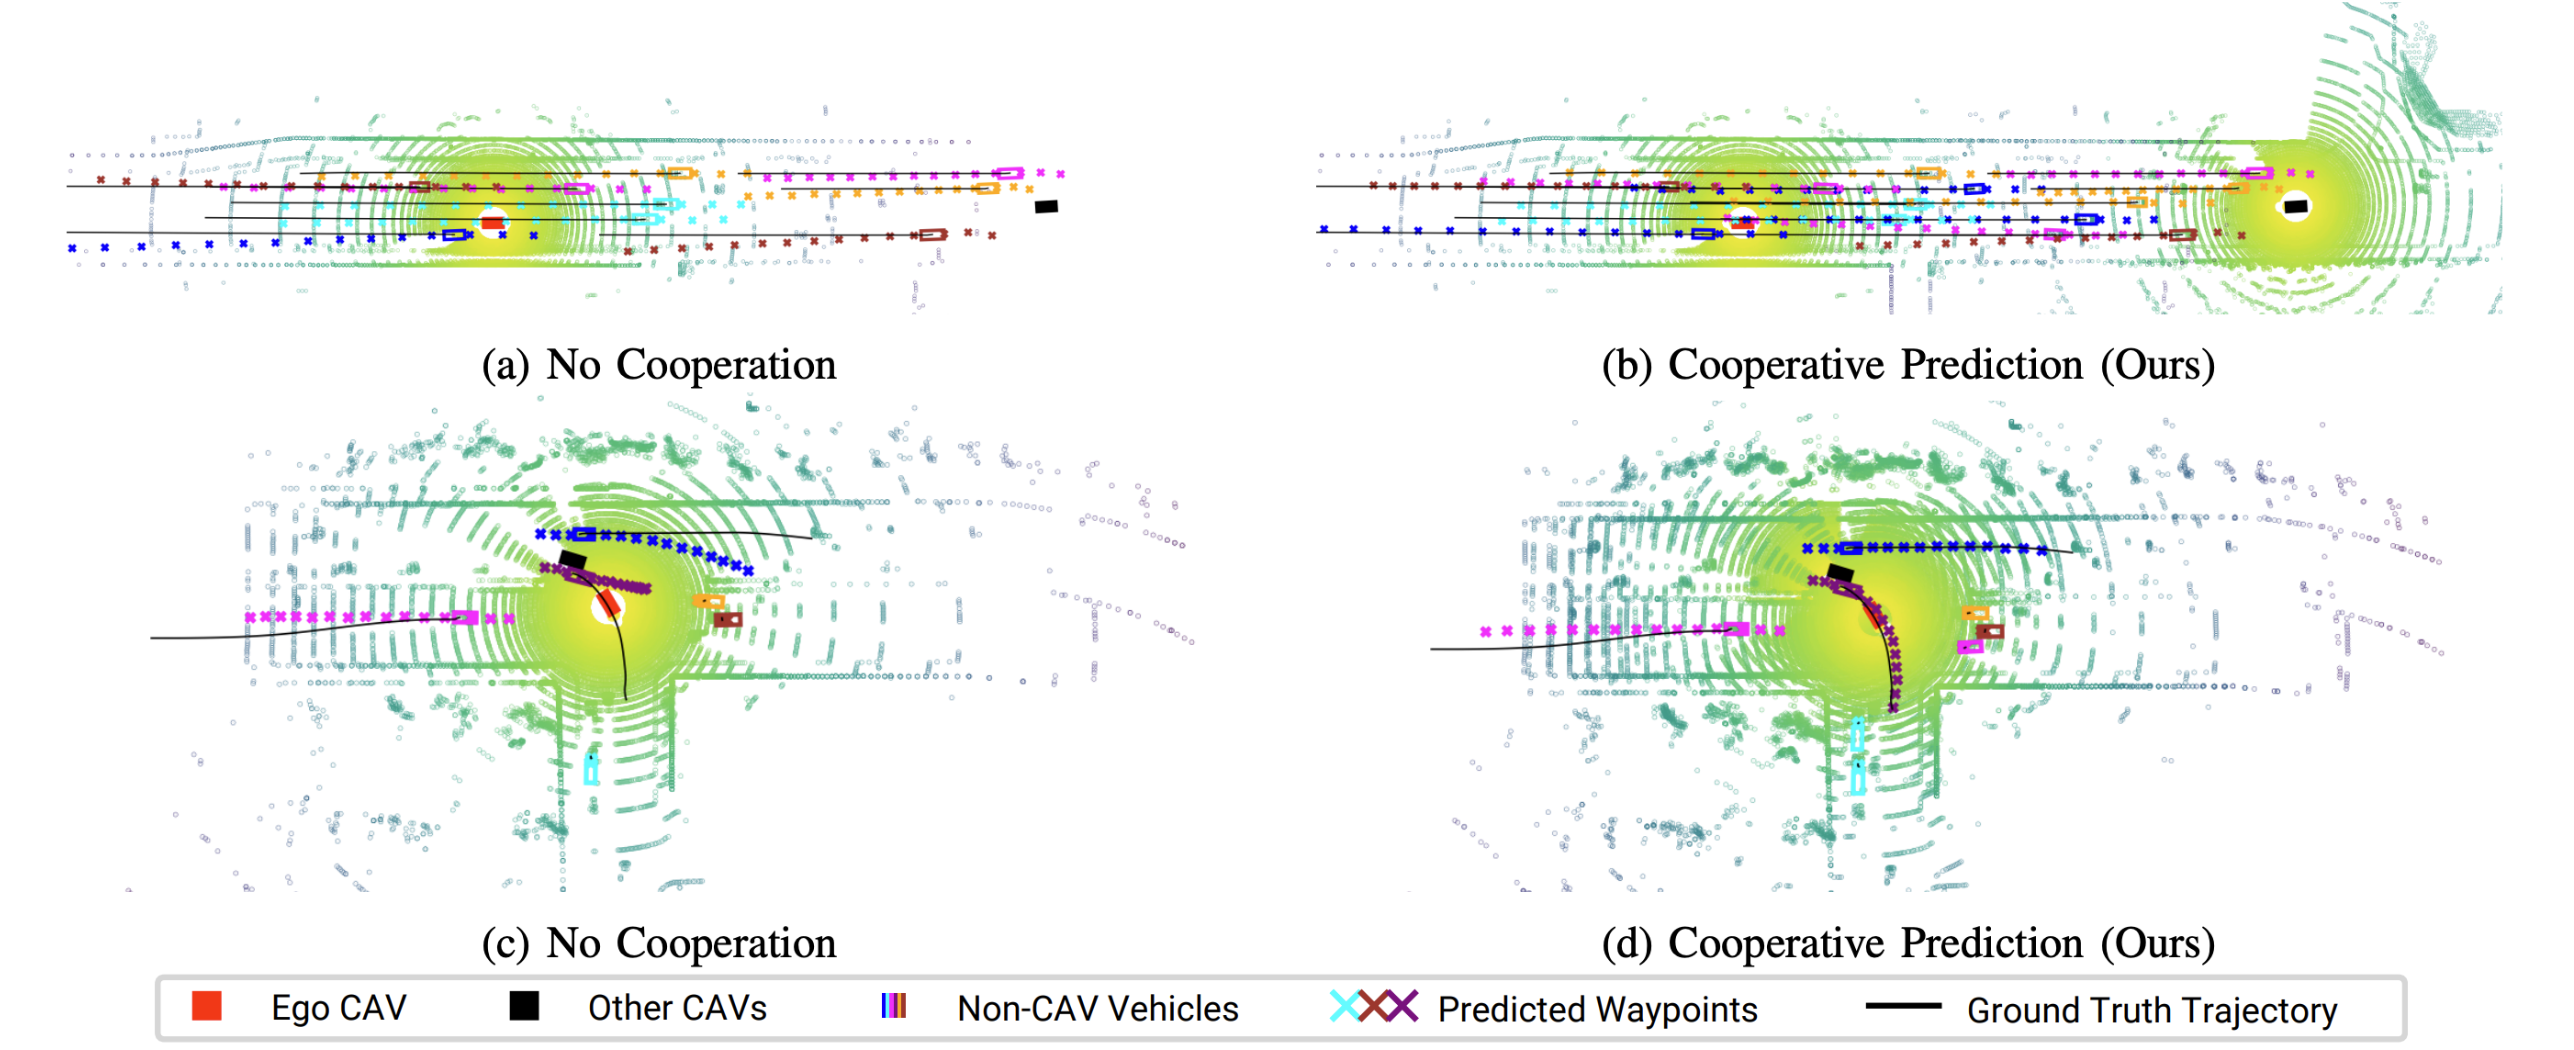 (a) No Cooperation
(b) Cooperative Prediction (Ours)
(c) No Cooperation
(d) Cooperative Prediction (Ours)
Ego CAV
Other CAVs
Non-CAV Vehicles
Predicted Waypoints
Ground Truth Trajectory